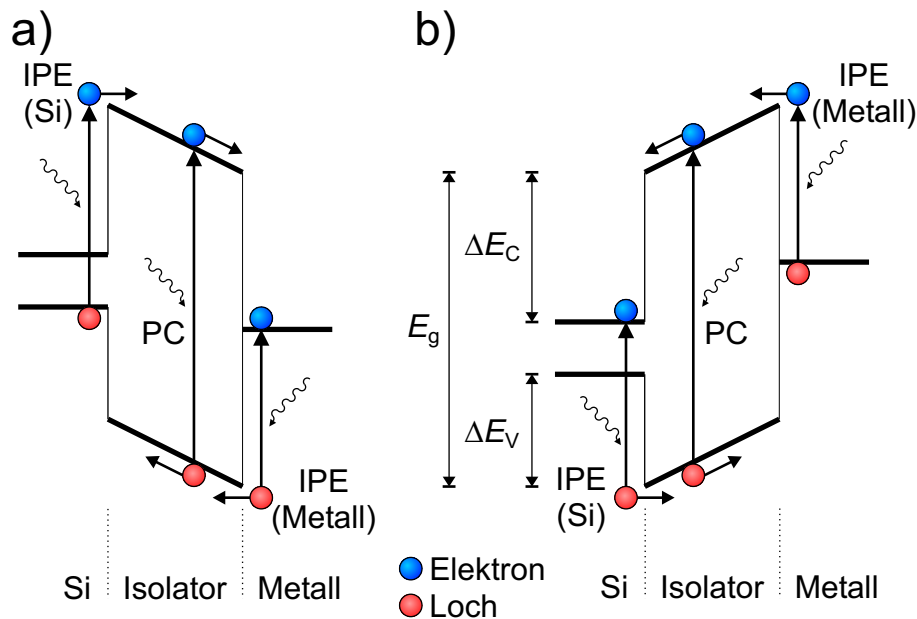 a)
IPE
(Si)
PC
IPE
(Metall)
Si
Isolator
Metall
b)
IPE
(Metall)
ΔE_C
E_g
PC
ΔE_V
IPE
(Si)
Si
Isolator
Metall
Elektron
Loch